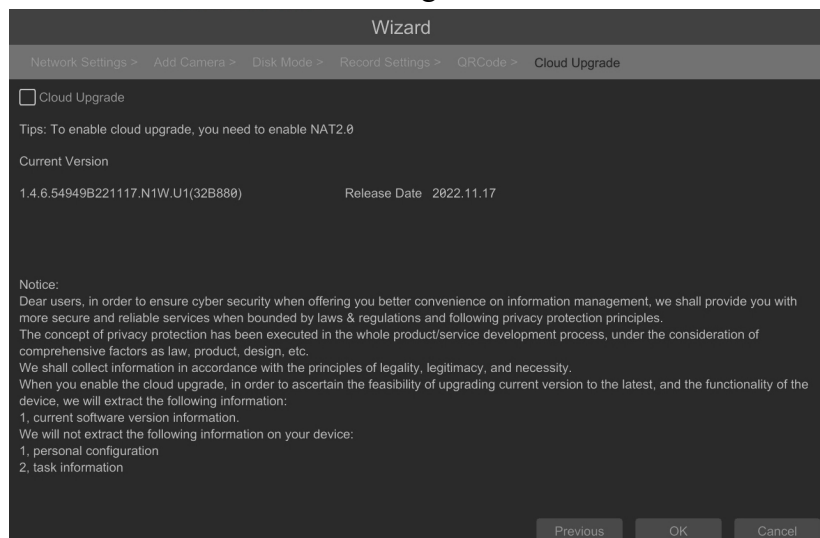 Wizard
Network Settings > Add Camera > Disk Mode > Record Settings > QRCode > Cloud Upgrade
Cloud Upgrade
Tips: To enable cloud upgrade, you need to enable NAT2.0
Current Version
1.4.6.54949B221117.N1W.U1(32B880) Release Date 2022.11.17
Notice:
Dear users, in order to ensure cyber security when offering you better convenience on information management, we shall provide you with
more secure and reliable services when bounded by laws & regulations and following privacy protection principles.
The concept of privacy protection has been executed in the whole product/service development process, under the consideration of
comprehensive factors as law, product, design, etc.
We shall collect information in accordance with the principles of legality, legitimacy, and necessity.
When you enable the cloud upgrade, in order to ascertain the feasibility of upgrading current version to the latest, and the functionality of the
device, we will extract the following information:
1, current software version information.
We will not extract the following information on your device:
1, personal configuration
2, task information
Previous OK Cancel